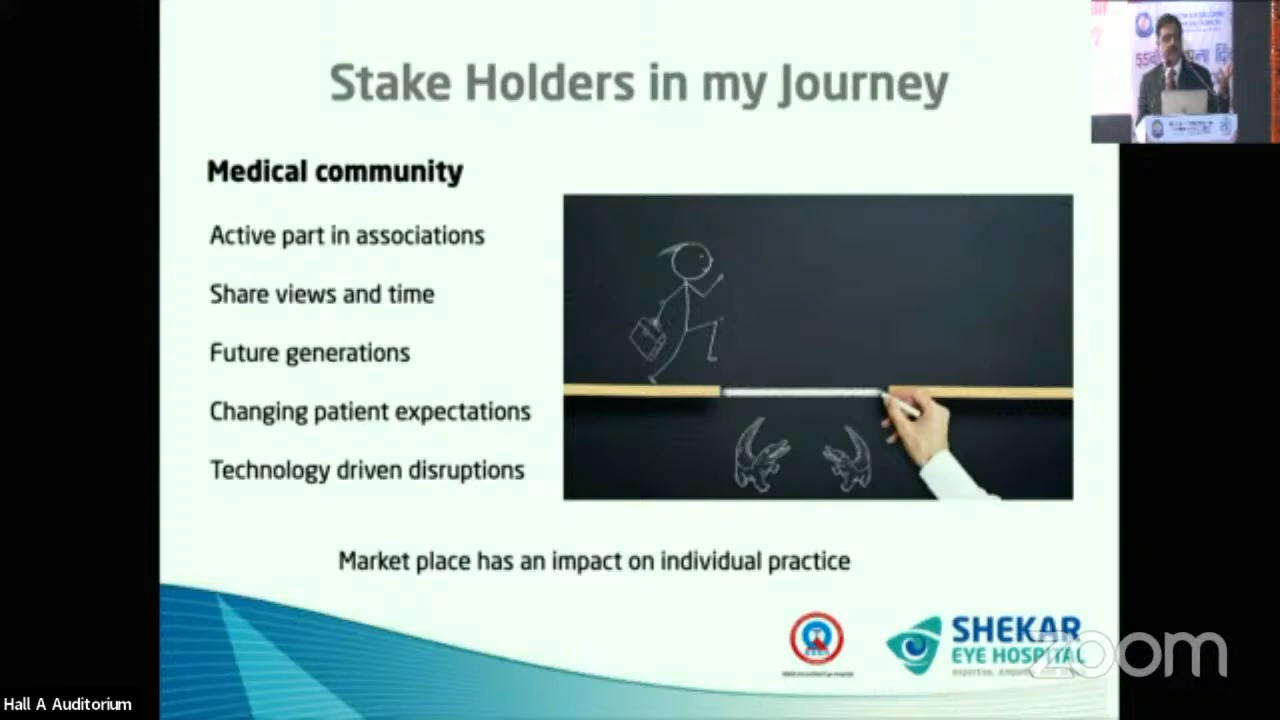 Stake Holders in my Journey
Medical community
Active part in associations
Share views and time
Future generations
Changing patient expectations
Technology driven disruptions
Market place has an impact on individual practice
SHEKAR
EYE HOSPITAL
zoom
Hall A Auditorium